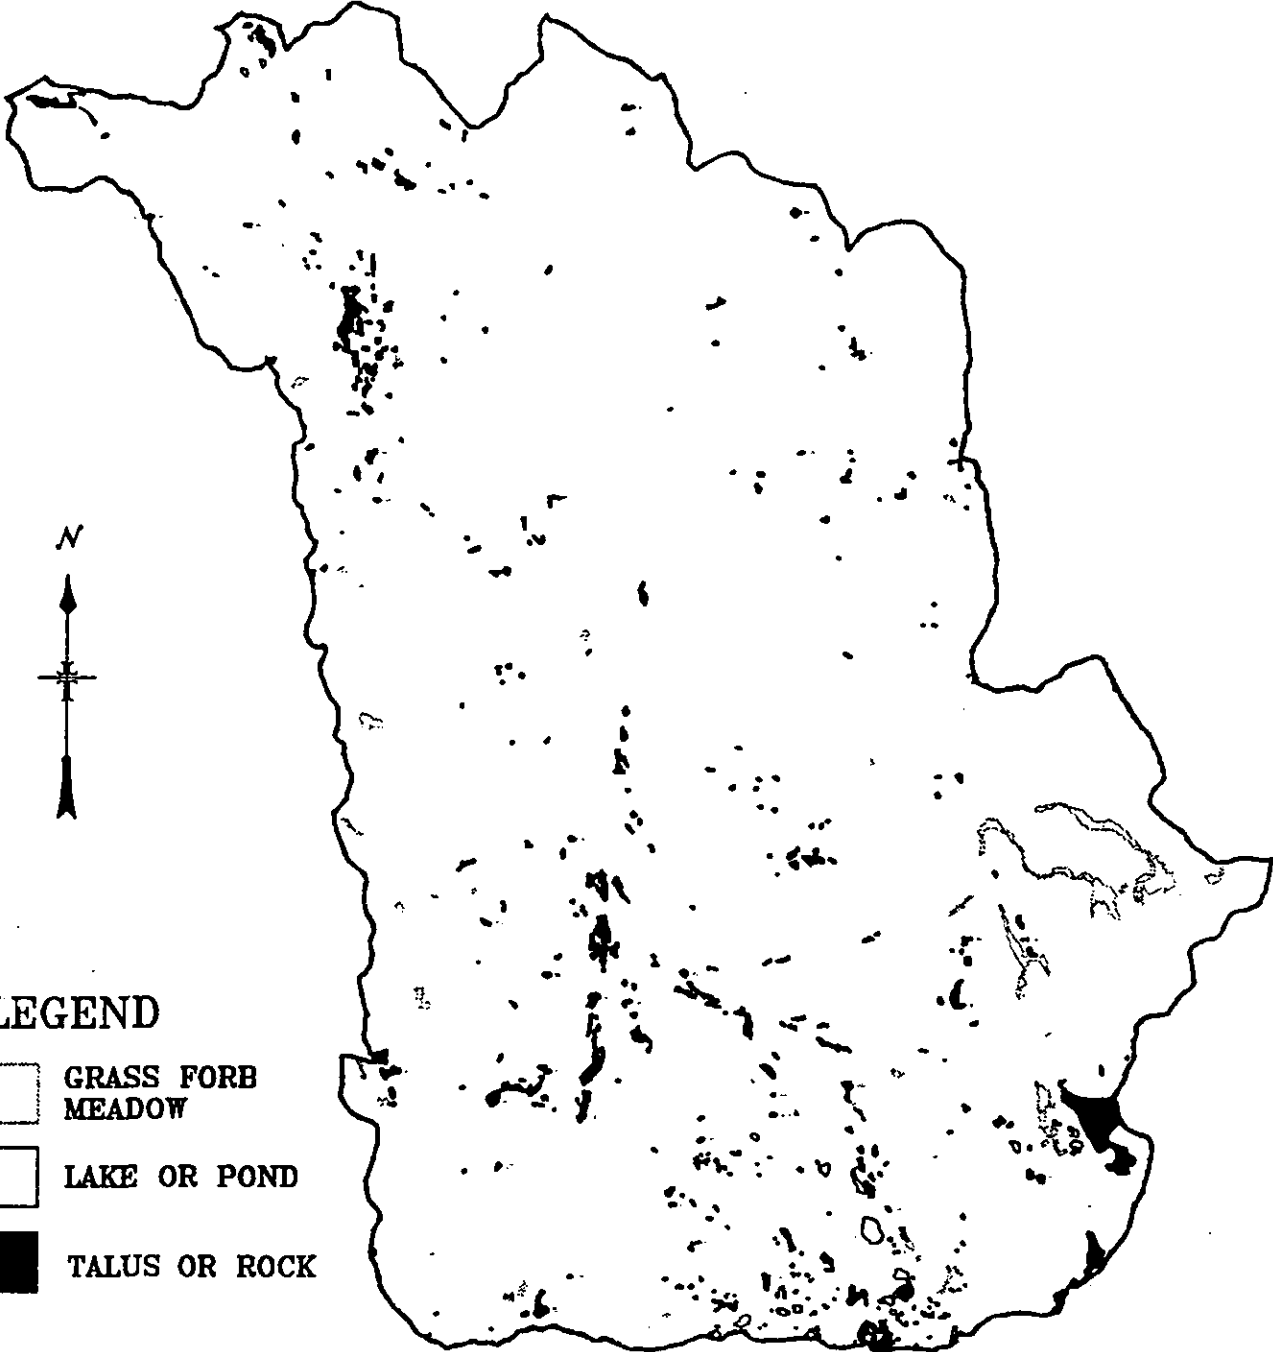 N
LEGEND
GRASS FORB
MEADOW
LAKE OR POND
TALUS OR ROCK